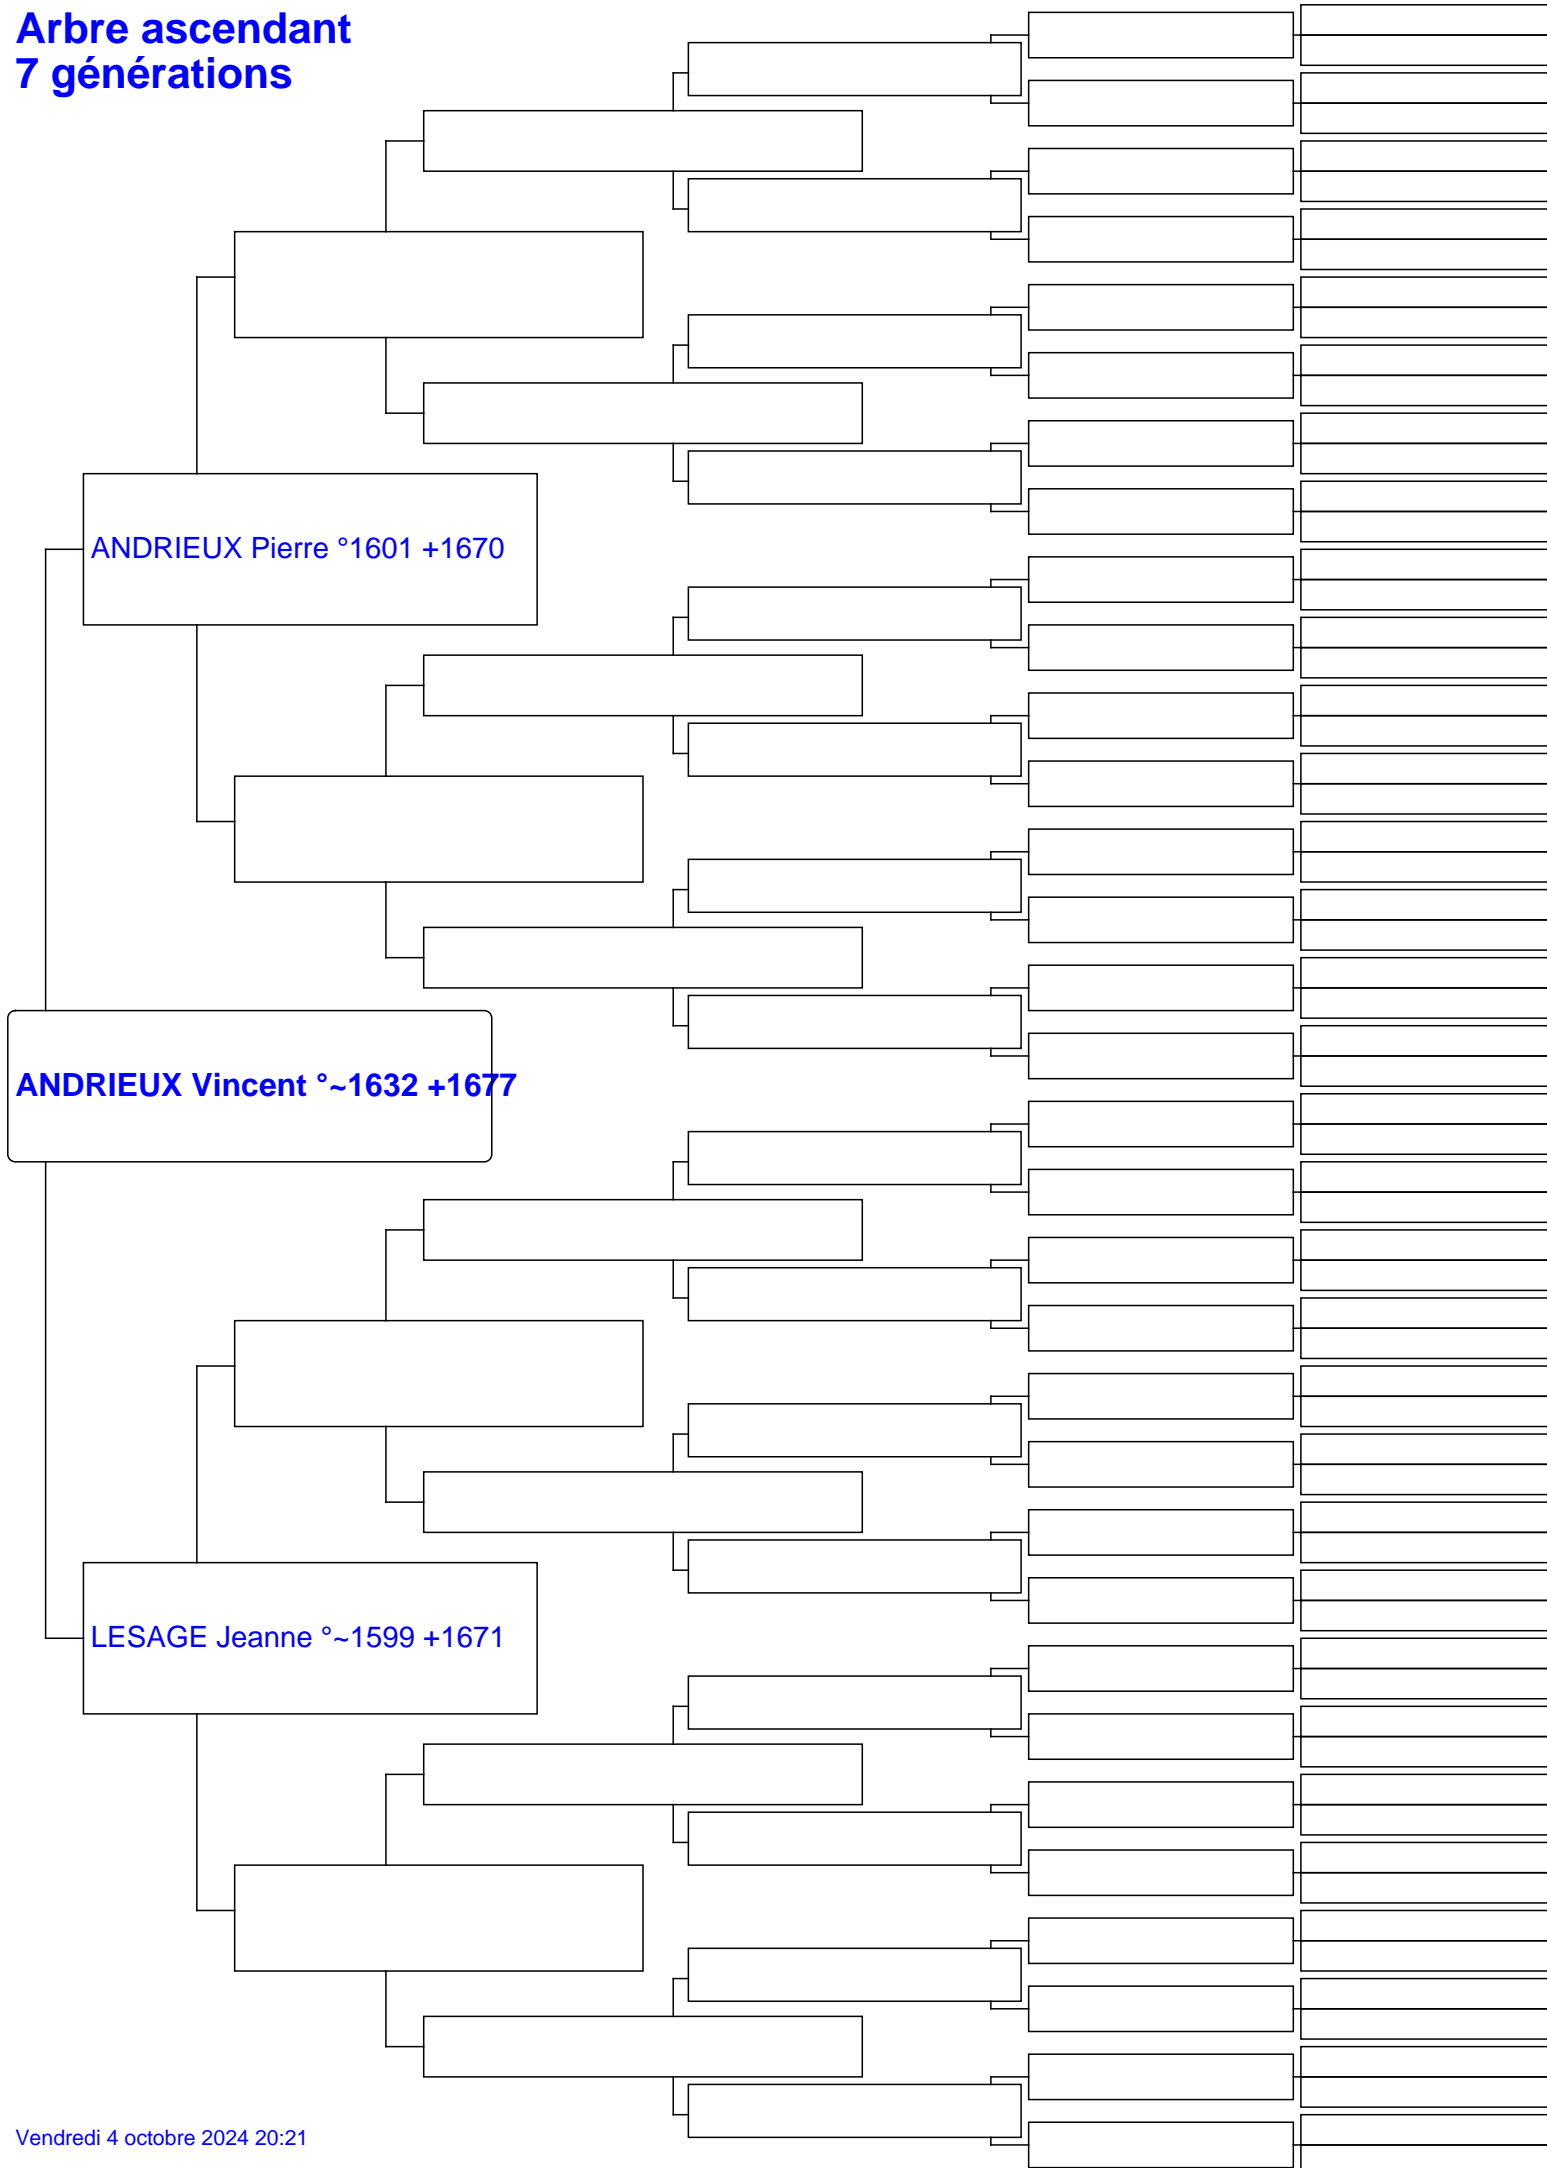 Arbre ascendant
7 générations
ANDRIEUX Pierre °1601 +1670
ANDRIEUX Vincent °~1632 +1677
LESAGE Jeanne °~1599 +1671
Vendredi 4 octobre 2024 20:21